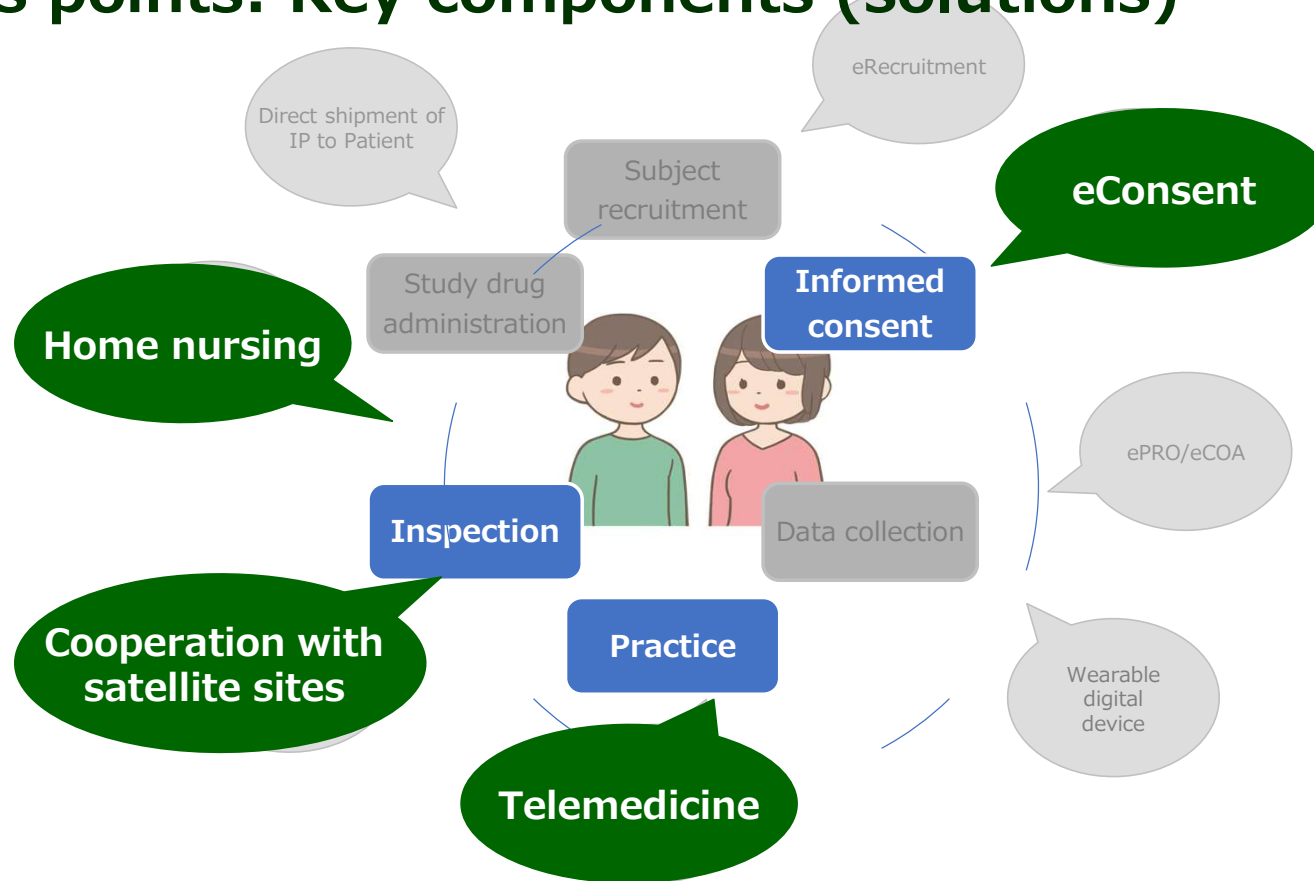 points: Key components (solutions)
eRecruitment
Direct shipment of
IP to Patient
Subject
recruitment
eConsent
Study drug
administration
Informed
consent
Home nursing
ePRO/eCOA
Inspection
Data collection
Cooperation with
satellite sites
Practice
Wearable
digital
device
Telemedicine